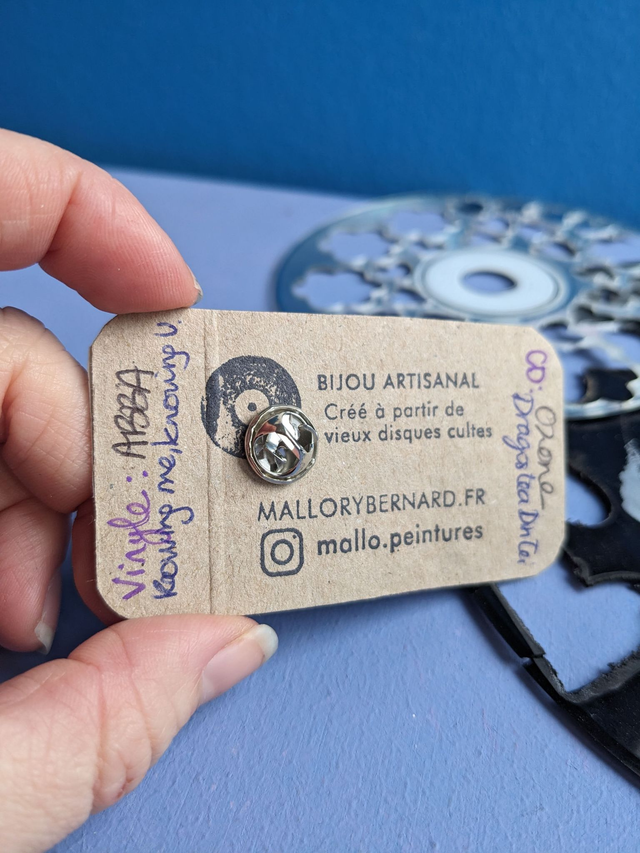 Vinyle : ABBA
Knowing me, knowing U
BIJOU ARTISANAL
Créé à partir de
vieux disques cultes
MALLORYBERNARD.FR
mallo.peintures
CD : Ozone
Dragostea Din Tei